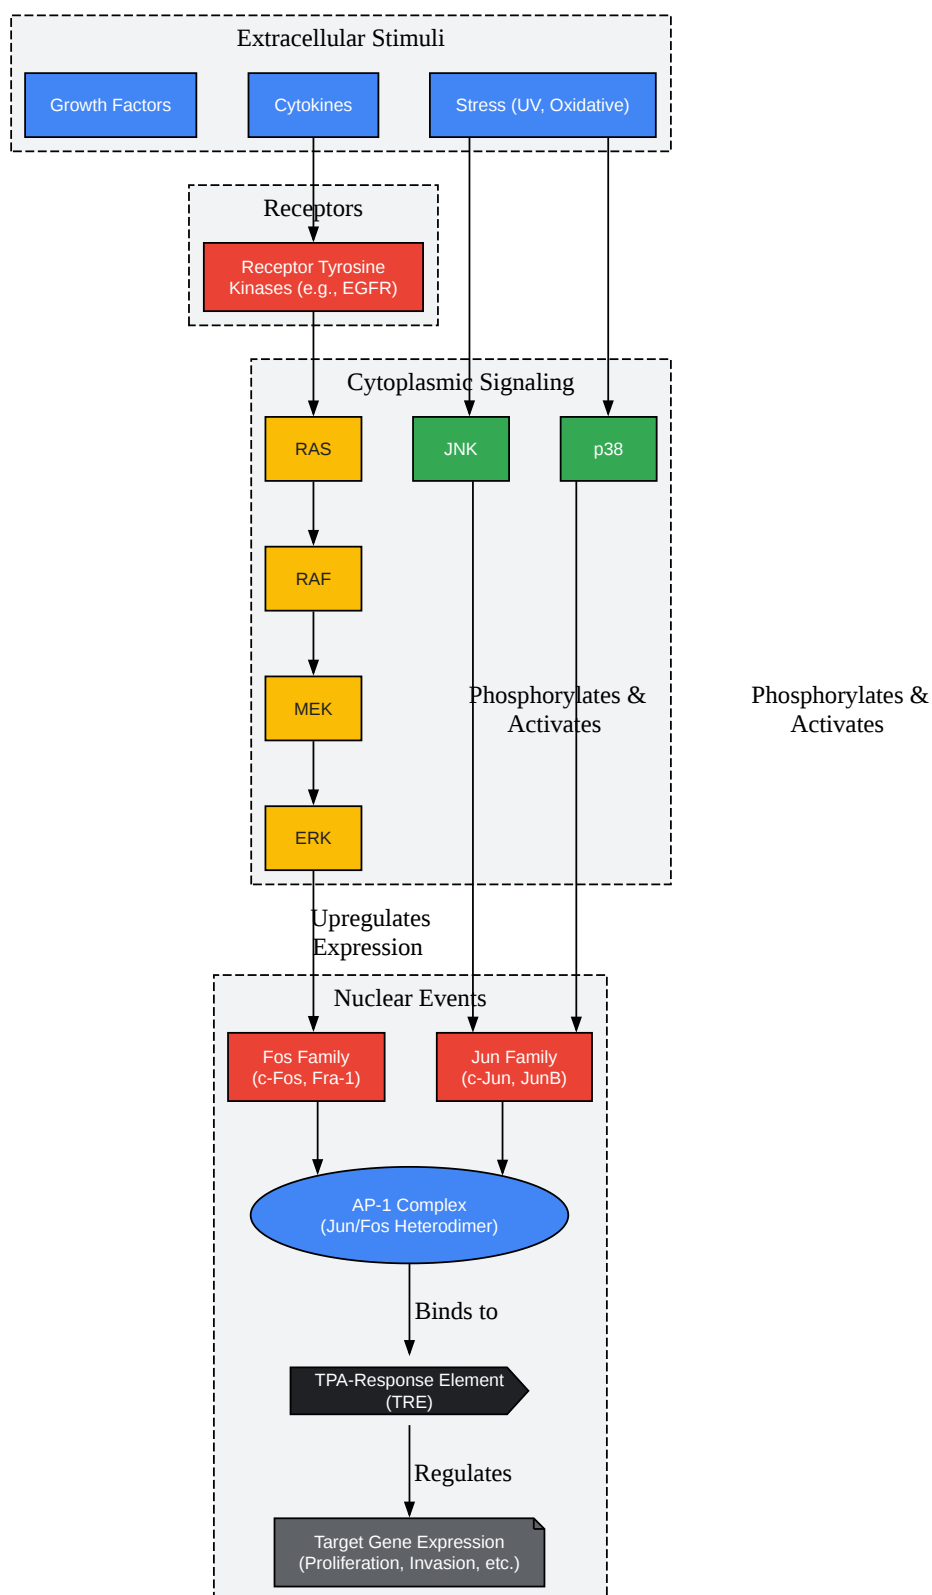 Extracellular Stimuli
Growth Factors
Cytokines
Stress (UV, Oxidative)
Receptors
Receptor Tyrosine
Kinases (e.g., EGFR)
Cytoplasmic Signaling
RAS
JNK
p38
RAF
MEK
Phosphorylates &
Activates
Phosphorylates &
Activates
ERK
Upregulates
Expression
Nuclear Events
Fos Family
(c-Fos, Fra-1)
Jun Family
(c-Jun, JunB)
AP-1 Complex
(Jun/Fos Heterodimer)
Binds to
TPA-Response Element
(TRE)
Regulates
Target Gene Expression
(Proliferation, Invasion, etc.)